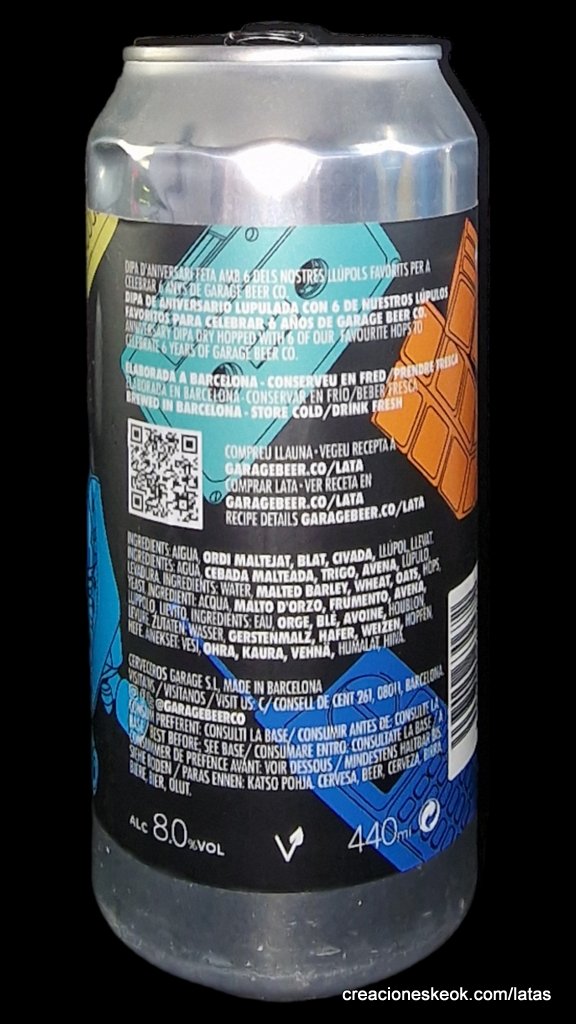 DIPA D'ANIVERSARI FETA AMB 6 DELS NOSTRES LLÚPOLS FAVORITS PER A
CELEBRAR 6 ANYS DE GARAGE BEER CO.
DIPA DE ANIVERSARIO LUPULADA CON 6 DE NUESTROS LÚPULOS
FAVORITOS PARA CELEBRAR 6 AÑOS DE GARAGE BEER CO.
ANNIVERSARY DIPA DRY HOPPED WITH 6 OF OUR FAVOURITE HOPS TO
CELEBRATE 6 YEARS OF GARAGE BEER CO.
ELABORADA A BARCELONA - CONSERVEU EN FRED / PRENDRE FRESCA
ELABORADA EN BARCELONA - CONSERVAR EN FRÍO/BEBER FRESCA
BREWED IN BARCELONA - STORE COLD/DRINK FRESH
COMPREU LLAUNA · VEGEU RECEPTA A
GARAGEBEER.CO/LATA
COMPRAR LATA · VER RECETA EN
GARAGEBEER.CO/LATA
RECIPE DETAILS GARAGEBEER.CO/LATA
INGREDIENTS: AIGUA, ORDI MALTEJAT, BLAT, CIVADA, LLÚPOL, LLEVAT.
INGREDIENTES: AGUA, CEBADA MALTEADA, TRIGO, AVENA, LÚPULO,
LEVADURA. INGREDIENTS: WATER, MALTED BARLEY, WHEAT, OATS, HOPS,
YEAST. INGREDIENTI: ACQUA, MALTO D'ORZO, FRUMENTO, AVENA,
LUPPOLO, LIEVITO. INGRÉDIENTS: EAU, ORGE, BLÉ, AVOINE, HOUBLON,
LEVURE. ZUTATEN: WASSER, GERSTENMALZ, HAFER, WEIZEN, HOPFEN,
HEFE. AINEKSET: VESI, OHRA, KAURA, VEHNÄ, HUMALAT, HIIVA.
CERVECEROS GARAGE S.L, MADE IN BARCELONA
VISITA'NS / VISÍTANOS / VISIT US: C/ CONSELL DE CENT 261, 08011, BARCELONA.
@GARAGEBEERCO
PREFERENT: CONSULTI LA BASE/ CONSUMIR ANTES DE: CONSULTE LA
BEST BEFORE: SEE BASE/ CONSUMARE ENTRO: CONSULTATE LA BASE / A
CONSOMMER DE PRÉFENCE AVANT: VOIR DESSOUS / MINDESTENS HALTBAR BIS:
SIEHE BODEN / PARAS ENNEN: KATSO POHJA. CERVESA, BEER, CERVEZA, BIRRA,
BIÈRE, BIER, OLUT.
ALC 8.0%VOL
440ml
creacioneskeok.com/latas